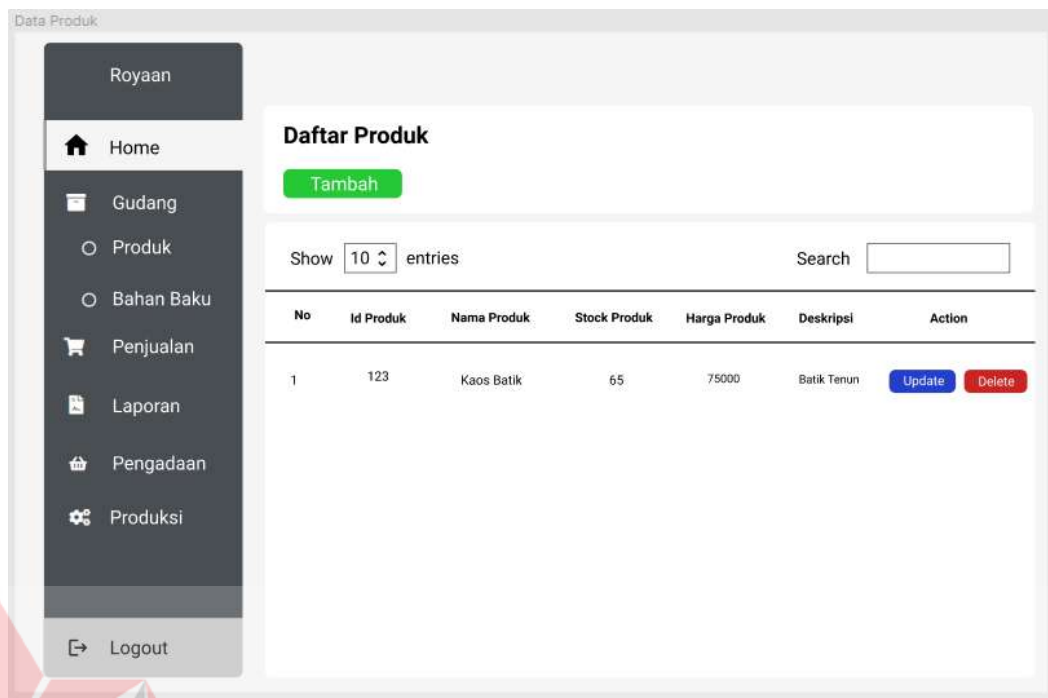 Data Produk
Royaan
Home
Gudang
Produk
Bahan Baku
Penjualan
Laporan
Pengadaan
Produksi
Logout
Daftar Produk
Tambah
Show 10 entries Search
No Id Produk Nama Produk Stock Produk Harga Produk Deskripsi Action
1 123 Kaos Batik 65 75000 Batik Tenun Update Delete